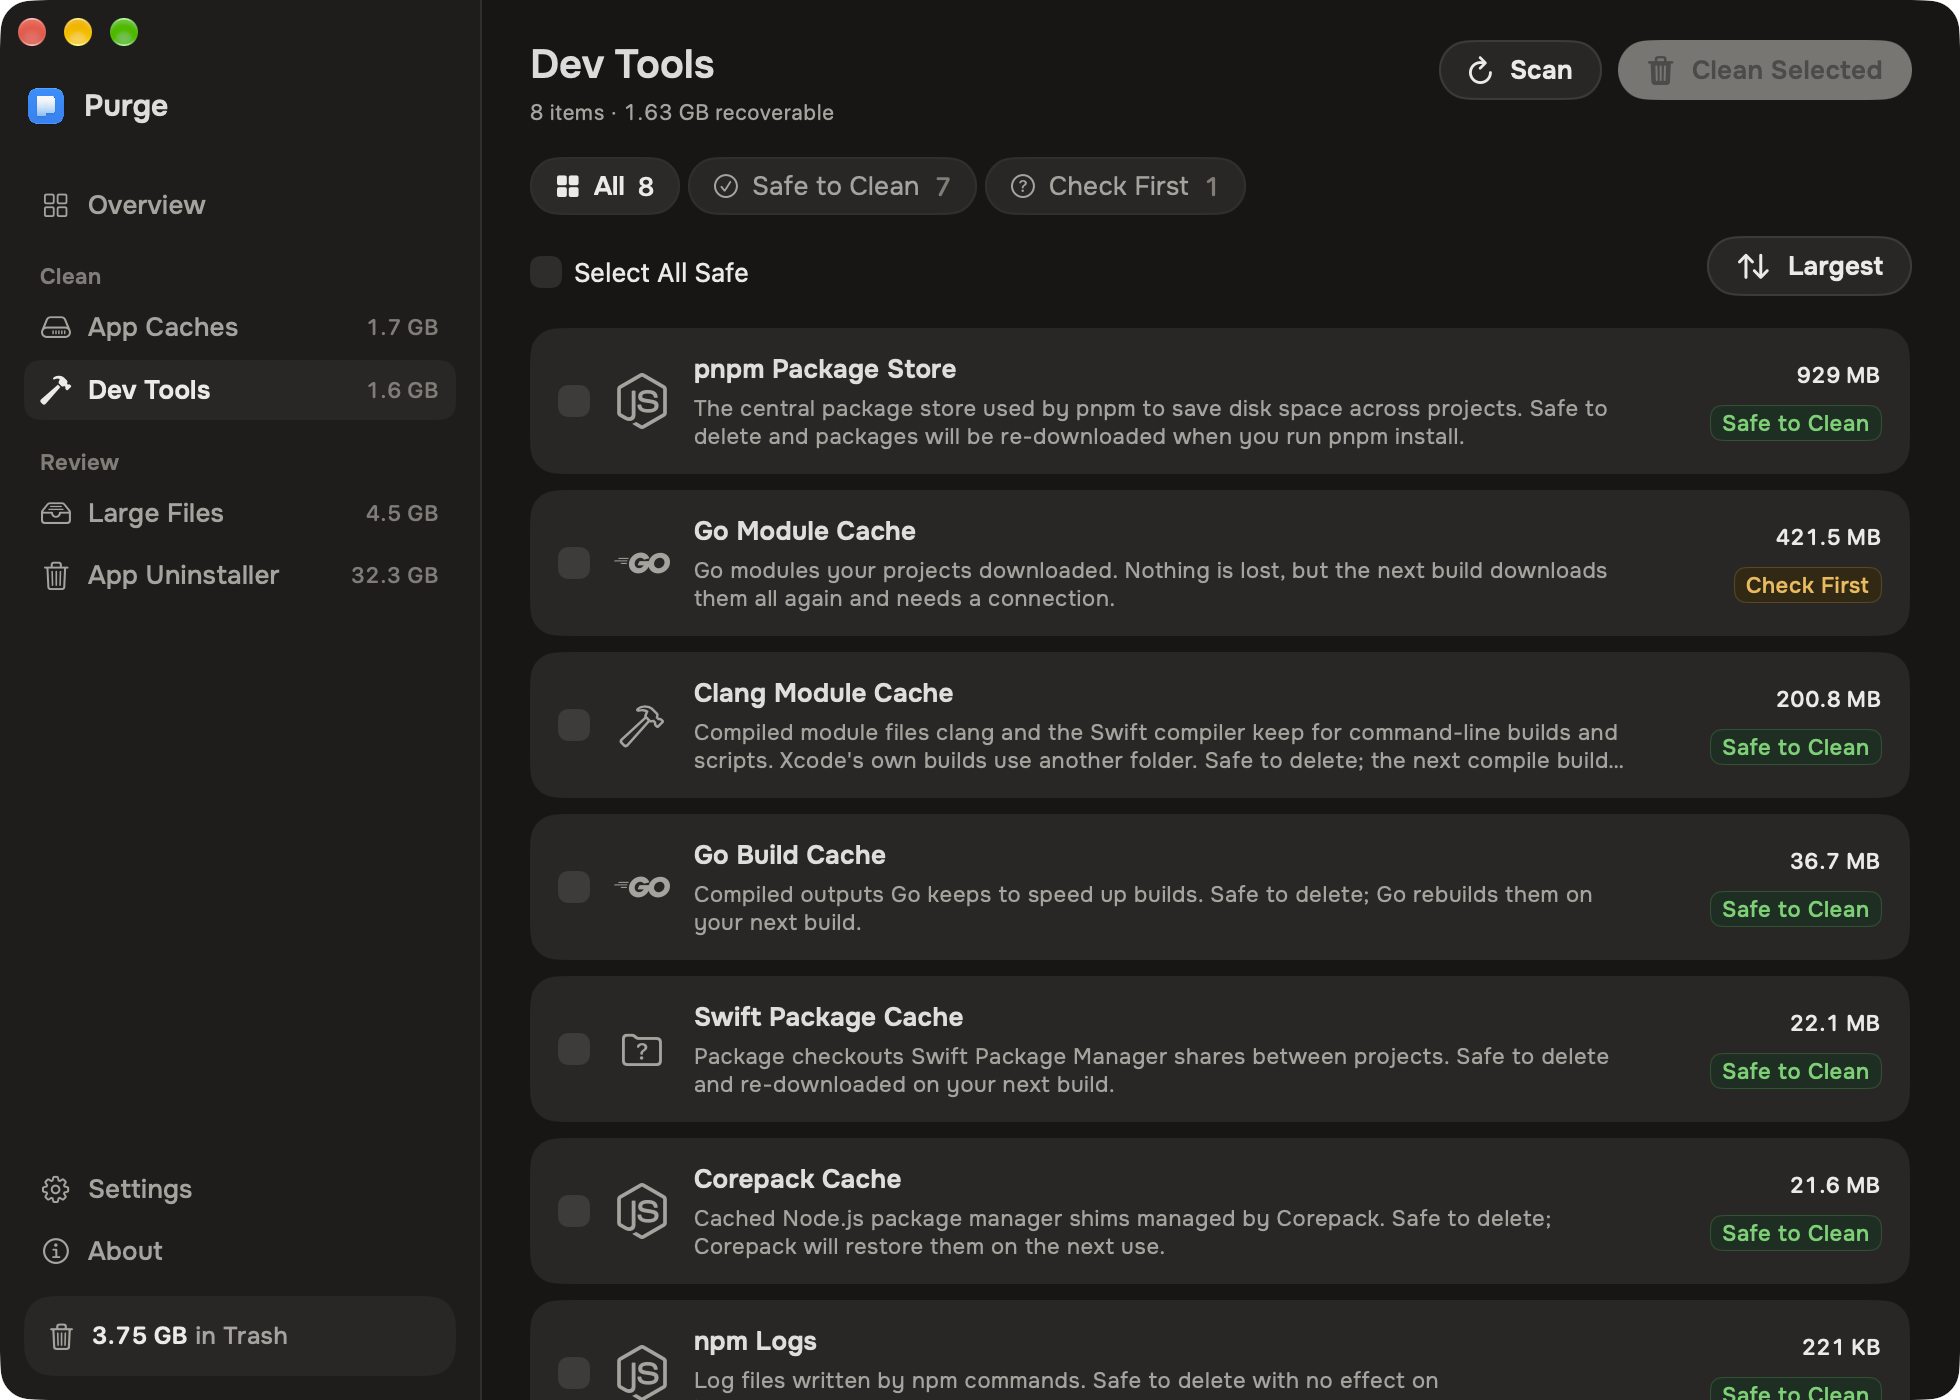 Purge
Overview
Clean
App Caches 1.7 GB
Dev Tools 1.6 GB
Review
Large Files 4.5 GB
App Uninstaller 32.3 GB
Settings
About
3.75 GB in Trash
Dev Tools
8 items · 1.63 GB recoverable
Scan
Clean Selected
All 8
Safe to Clean 7
Check First 1
Select All Safe
Largest
pnpm Package Store
The central package store used by pnpm to save disk space across projects. Safe to
delete and packages will be re-downloaded when you run pnpm install.
929 MB
Safe to Clean
GO
Go Module Cache
Go modules your projects downloaded. Nothing is lost, but the next build downloads
them all again and needs a connection.
421.5 MB
Check First
Clang Module Cache
Compiled module files clang and the Swift compiler keep for command-line builds and
scripts. Xcode's own builds use another folder. Safe to delete; the next compile build...
200.8 MB
Safe to Clean
GO
Go Build Cache
Compiled outputs Go keeps to speed up builds. Safe to delete; Go rebuilds them on
your next build.
36.7 MB
Safe to Clean
Swift Package Cache
Package checkouts Swift Package Manager shares between projects. Safe to delete
and re-downloaded on your next build.
22.1 MB
Safe to Clean
JS
Corepack Cache
Cached Node.js package manager shims managed by Corepack. Safe to delete;
Corepack will restore them on the next use.
21.6 MB
Safe to Clean
JS
npm Logs
Log files written by npm commands. Safe to delete with no effect on
221 KB
Safe to Clean